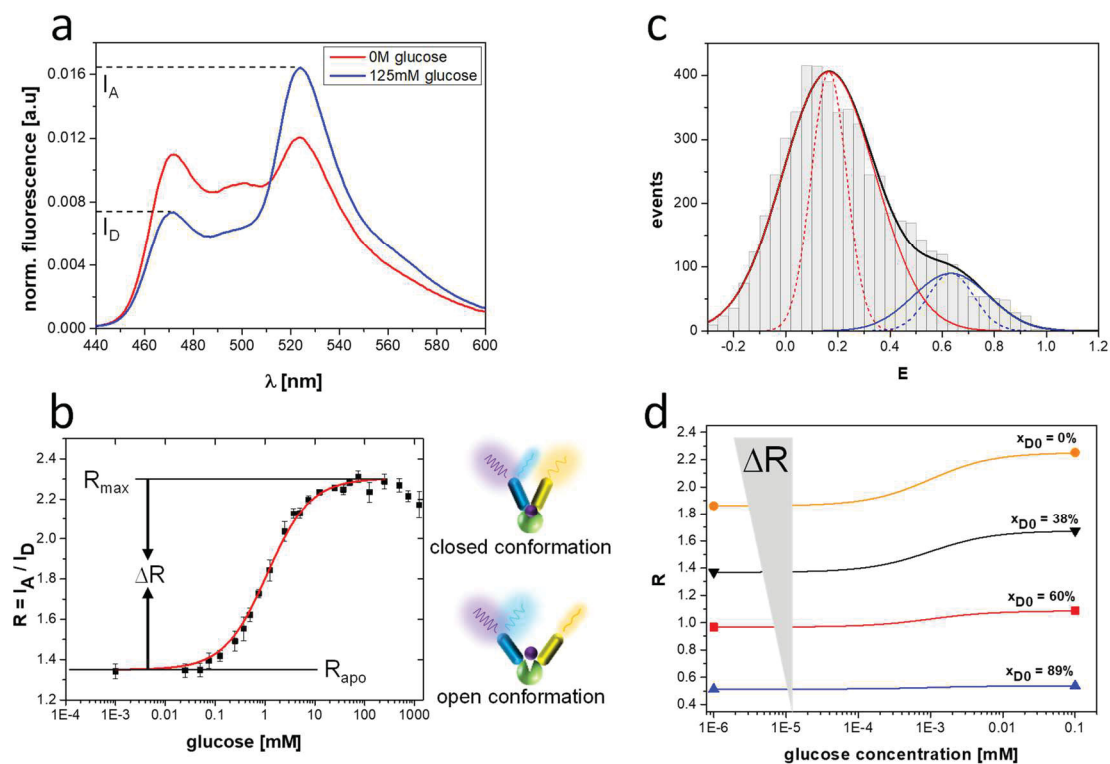 a
norm. fluorescence [a.u]
0.016
0.012
0.008
0.004
0.000
I_A
I_D
0M glucose
125mM glucose
440 460 480 500 520 540 560 580 600
λ [nm]
c
events
400
300
200
100
0
-0.2 0.0 0.2 0.4 0.6 0.8 1.0 1.2
E
b
R = I_A / I_D
2.4
2.2
2.0
1.8
1.6
1.4
1.2
R_max
ΔR
R_apo
1E-4 1E-3 0.01 0.1 1 10 100 1000
glucose [mM]
closed conformation
open conformation
d
R
2.4
2.2
2.0
1.8
1.6
1.4
1.2
1.0
0.8
0.6
0.4
ΔR
x_D0 = 0%
x_D0 = 38%
x_D0 = 60%
x_D0 = 89%
1E-6 1E-5 1E-4 1E-3 0.01 0.1
glucose concentration [mM]